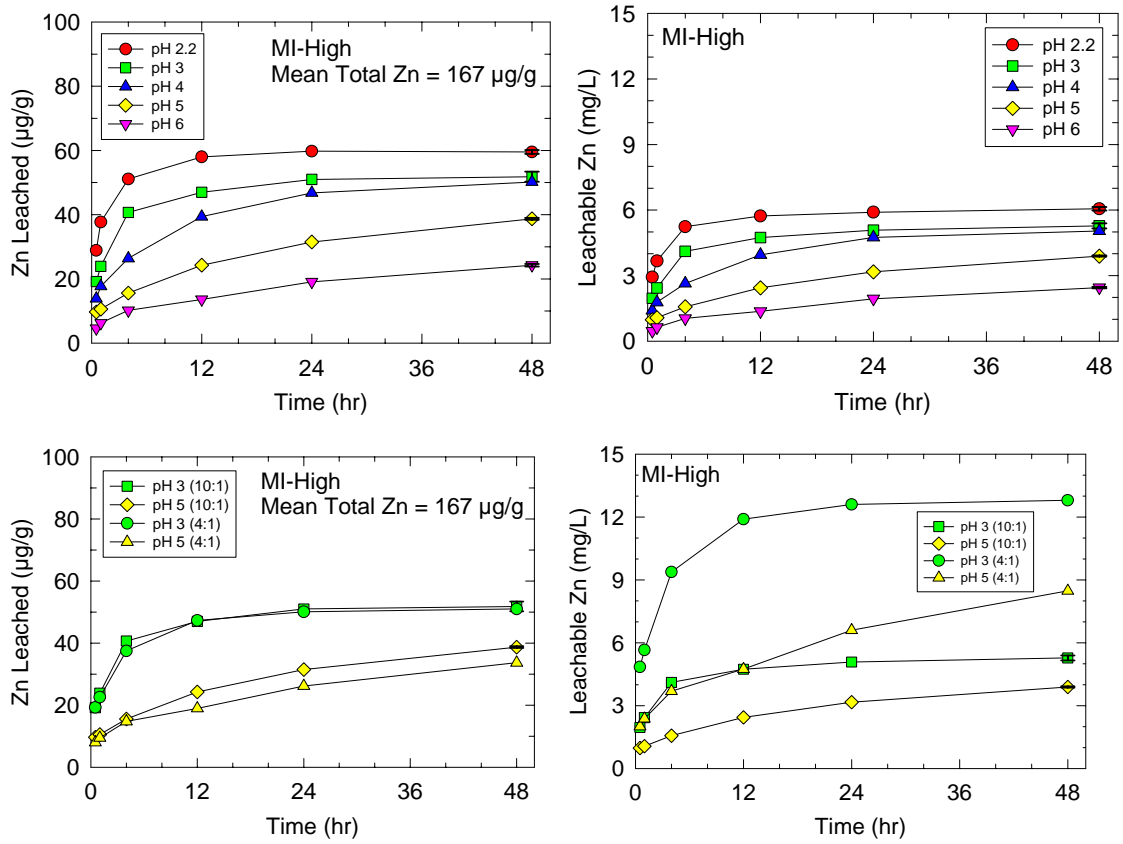 MI-High
Mean Total Zn = 167 µg/g
pH 2.2
pH 3
pH 4
pH 5
pH 6
Zn Leached (µg/g)
100
80
60
40
20
0
0 12 24 36 48
Time (hr)
MI-High
pH 2.2
pH 3
pH 4
pH 5
pH 6
Leachable Zn (mg/L)
15
12
9
6
3
0
0 12 24 36 48
Time (hr)
MI-High
Mean Total Zn = 167 µg/g
pH 3 (10:1)
pH 5 (10:1)
pH 3 (4:1)
pH 5 (4:1)
Zn Leached (µg/g)
100
80
60
40
20
0
0 12 24 36 48
Time (hr)
MI-High
pH 3 (10:1)
pH 5 (10:1)
pH 3 (4:1)
pH 5 (4:1)
Leachable Zn (mg/L)
15
12
9
6
3
0
0 12 24 36 48
Time (hr)